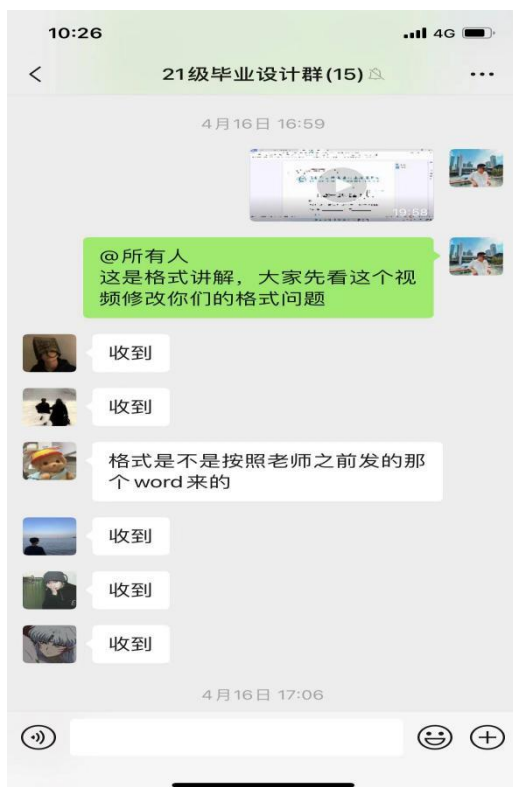 10:26
4G
21级毕业设计群(15)
4月16日 16:59
19:58
@所有人
这是格式讲解，大家先看这个视
频修改你们的格式问题
收到
收到
格式是不是按照老师之前发的那
个word来的
收到
收到
收到
4月16日 17:06